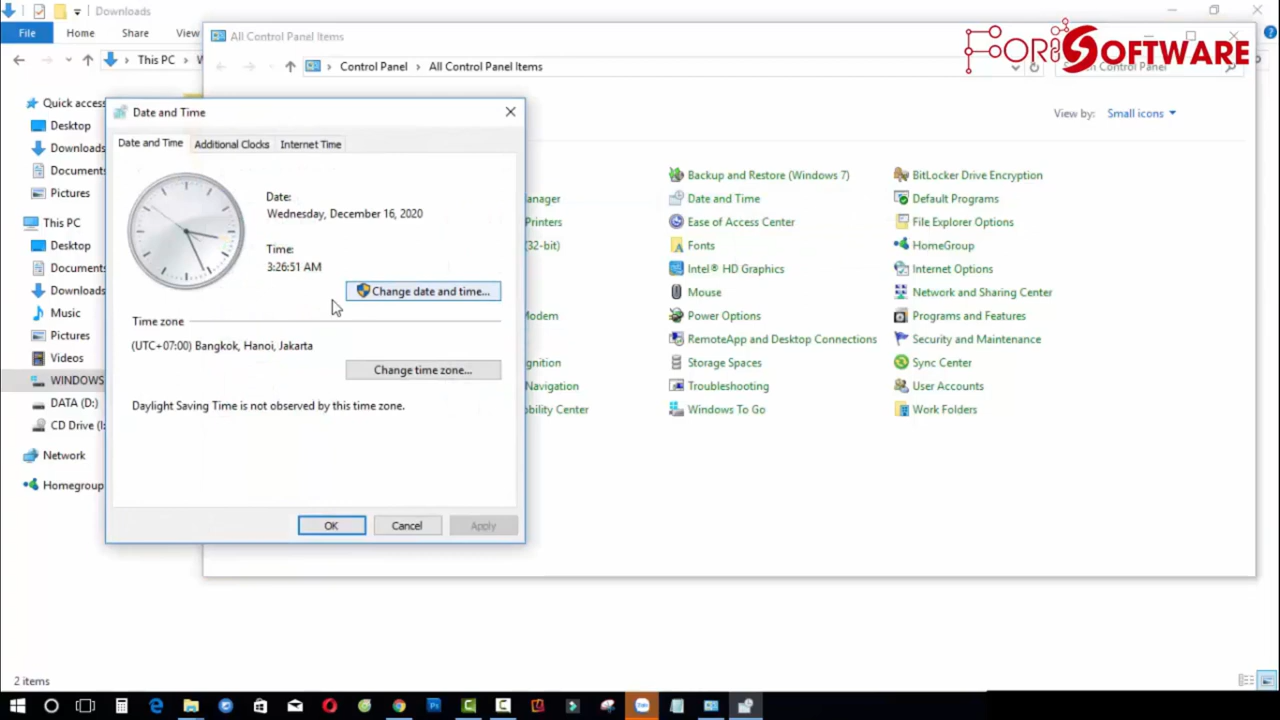 Downloads
File
Home
Share
View
This PC
All Control Panel Items
Control Panel
All Control Panel Items
FORI SOFTWARE
Control Panel
View by:
Small icons
Quick access
Desktop
Downloads
Documents
Pictures
This PC
Desktop
Documents
Downloads
Music
Pictures
Videos
WINDOWS
DATA (D:)
CD Drive (I:
Network
Homegroup
Date and Time
Date and Time
Additional Clocks
Internet Time
Date:
Wednesday, December 16, 2020
Time:
3:26:51 AM
Change date and time...
Time zone
(UTC+07:00) Bangkok, Hanoi, Jakarta
Change time zone...
Daylight Saving Time is not observed by this time zone.
OK
Cancel
Apply
anager
Printers
(32-bit)
Modem
gnition
Navigation
obility Center
Backup and Restore (Windows 7)
Date and Time
Ease of Access Center
Fonts
Intel® HD Graphics
Mouse
Power Options
RemoteApp and Desktop Connections
Storage Spaces
Troubleshooting
Windows To Go
BitLocker Drive Encryption
Default Programs
File Explorer Options
HomeGroup
Internet Options
Network and Sharing Center
Programs and Features
Security and Maintenance
Sync Center
User Accounts
Work Folders
2 items